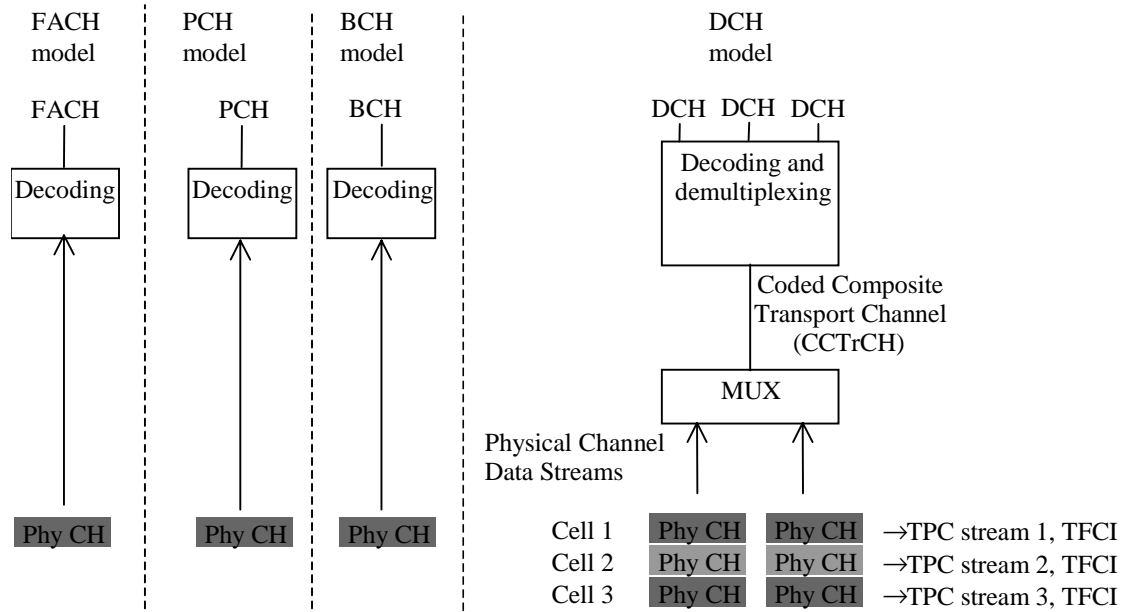 FACH
model
FACH
Decoding
Phy CH
PCH
model
PCH
Decoding
Phy CH
BCH
model
BCH
Decoding
Phy CH
DCH
model
DCH DCH DCH
Decoding and
demultiplexing
Coded Composite
Transport Channel
(CCTrCH)
MUX
Physical Channel
Data Streams
Cell 1 Phy CH Phy CH →TPC stream 1, TFCI
Cell 2 Phy CH Phy CH →TPC stream 2, TFCI
Cell 3 Phy CH Phy CH →TPC stream 3, TFCI